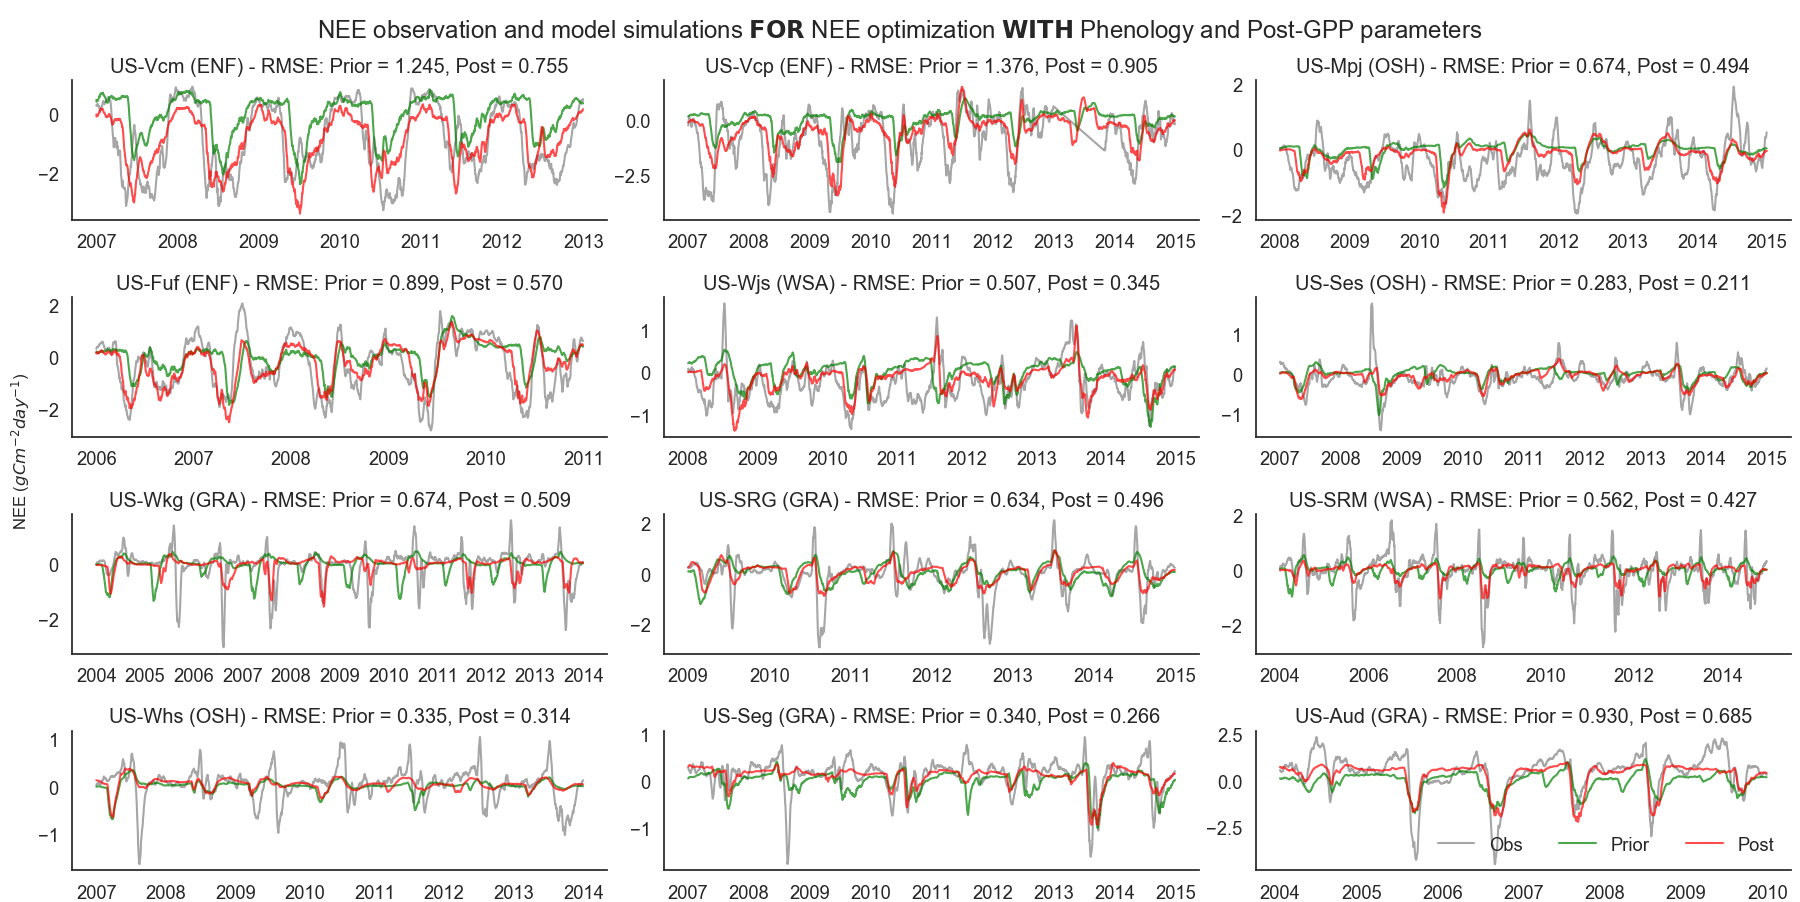 NEE observation and model simulations FOR NEE optimization WITH Phenology and Post-GPP parameters
US-Vcm (ENF) - RMSE: Prior = 1.245, Post = 0.755
0
−2
2007 2008 2009 2010 2011 2012 2013
US-Vcp (ENF) - RMSE: Prior = 1.376, Post = 0.905
0.0
−2.5
2007 2008 2009 2010 2011 2012 2013 2014 2015
US-Mpj (OSH) - RMSE: Prior = 0.674, Post = 0.494
2
0
−2
2008 2009 2010 2011 2012 2013 2014 2015
US-Fuf (ENF) - RMSE: Prior = 0.899, Post = 0.570
2
0
−2
2006 2007 2008 2009 2010 2011
US-Wjs (WSA) - RMSE: Prior = 0.507, Post = 0.345
1
0
−1
2008 2009 2010 2011 2012 2013 2014 2015
US-Ses (OSH) - RMSE: Prior = 0.283, Post = 0.211
1
0
−1
2007 2008 2009 2010 2011 2012 2013 2014 2015
NEE (gCm⁻²day⁻¹)
US-Wkg (GRA) - RMSE: Prior = 0.674, Post = 0.509
0
−2
2004 2005 2006 2007 2008 2009 2010 2011 2012 2013 2014
US-SRG (GRA) - RMSE: Prior = 0.634, Post = 0.496
2
0
−2
2009 2010 2011 2012 2013 2014 2015
US-SRM (WSA) - RMSE: Prior = 0.562, Post = 0.427
2
0
−2
2004 2006 2008 2010 2012 2014
US-Whs (OSH) - RMSE: Prior = 0.335, Post = 0.314
1
0
−1
2007 2008 2009 2010 2011 2012 2013 2014
US-Seg (GRA) - RMSE: Prior = 0.340, Post = 0.266
1
0
−1
2007 2008 2009 2010 2011 2012 2013 2014 2015
US-Aud (GRA) - RMSE: Prior = 0.930, Post = 0.685
2.5
0.0
−2.5
Obs Prior Post
2004 2005 2006 2007 2008 2009 2010